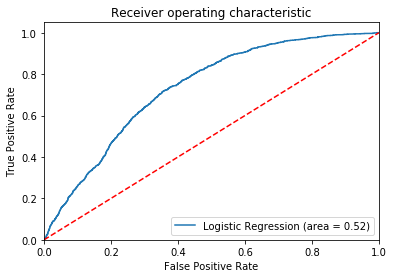 Receiver operating characteristic
True Positive Rate
1.0
0.8
0.6
0.4
0.2
0.0
Logistic Regression (area = 0.52)
0.0 0.2 0.4 0.6 0.8 1.0
False Positive Rate